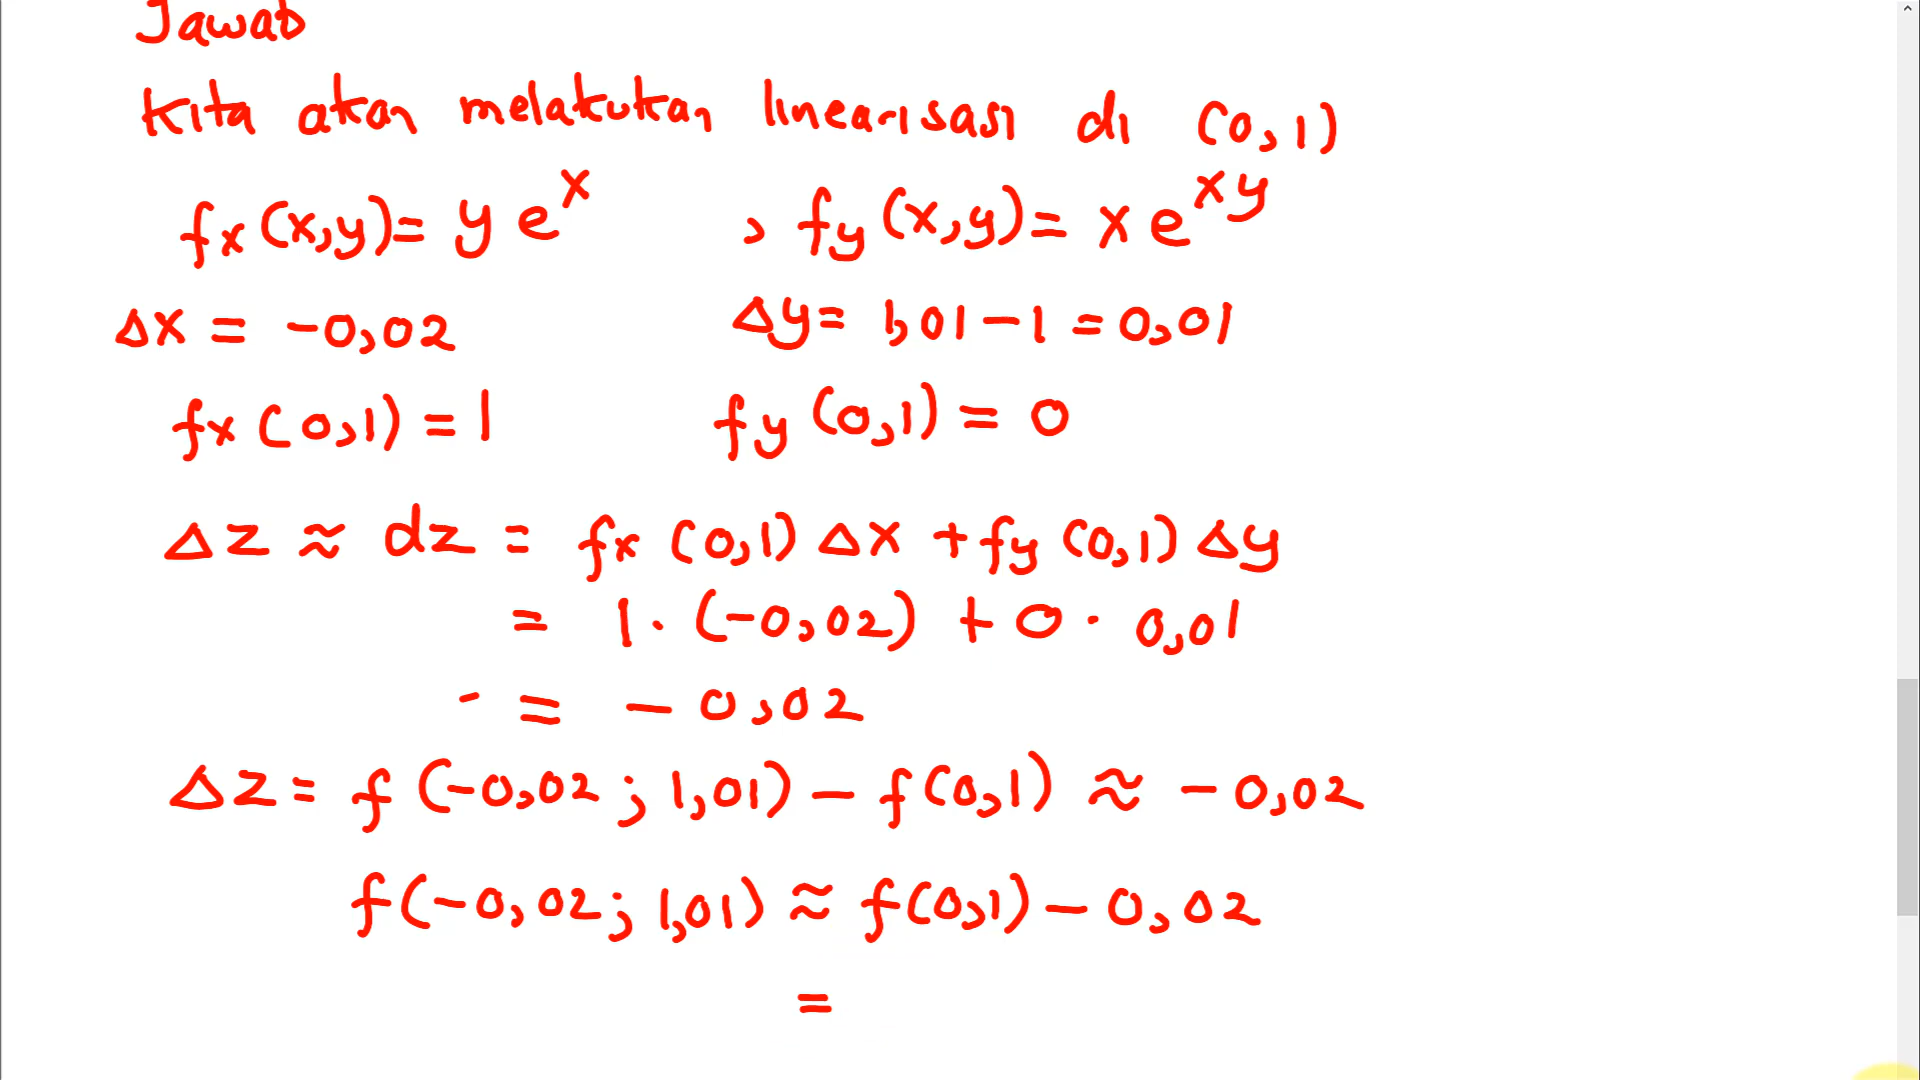 Jawab
Kita akan melakukan linearisasi di (0,1)
fx(x,y)= y e^x , fy(x,y)= x e^xy
Δx = -0,02 Δy= 1,01-1 = 0,01
fx(0,1) = 1 fy(0,1) = 0
Δz ≈ dz = fx(0,1) Δx + fy(0,1) Δy
= 1. (-0,02) + 0 · 0,01
- = - 0,02
Δz = f(-0,02 ; 1,01) - f(0,1) ≈ -0,02
f(-0,02; 1,01) ≈ f(0,1) - 0,02
=